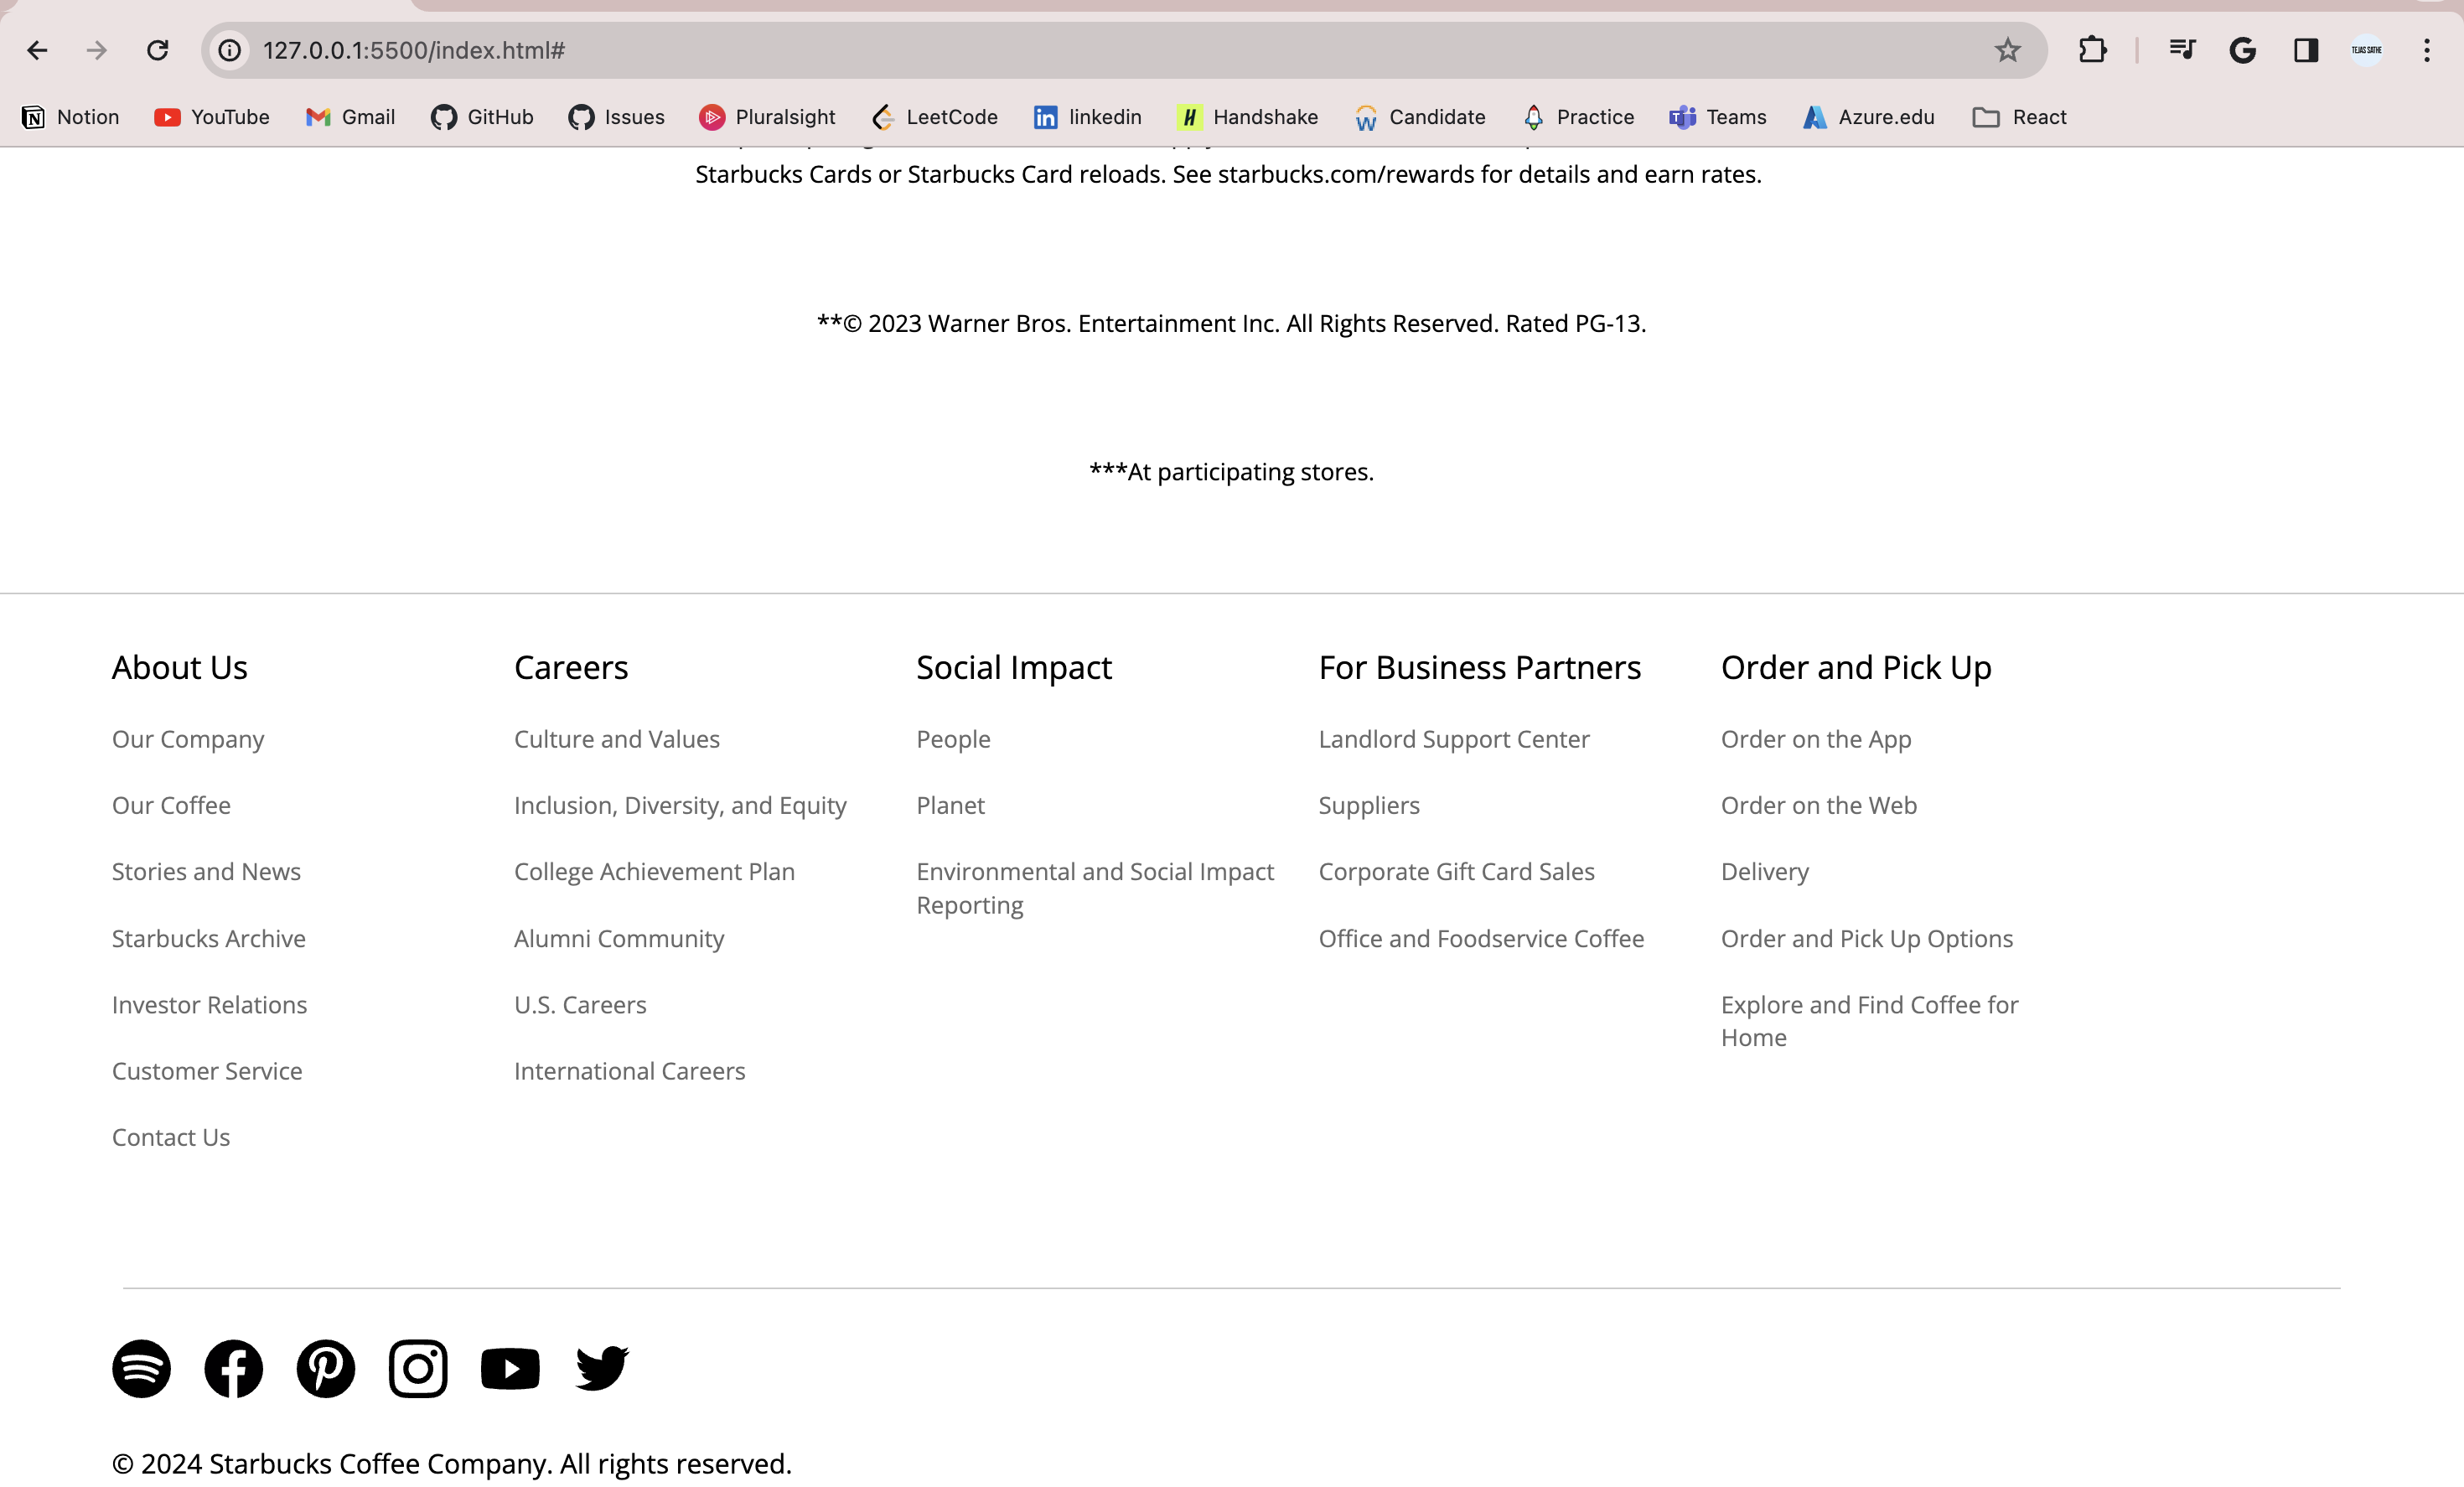 127.0.0.1:5500/index.html#
TEJAS SATHE
Notion YouTube Gmail GitHub Issues Pluralsight LeetCode linkedin Handshake Candidate Practice Teams Azure.edu React
Starbucks Cards or Starbucks Card reloads. See starbucks.com/rewards for details and earn rates.
**© 2023 Warner Bros. Entertainment Inc. All Rights Reserved. Rated PG-13.
***At participating stores.
About Us
Our Company
Our Coffee
Stories and News
Starbucks Archive
Investor Relations
Customer Service
Contact Us
Careers
Culture and Values
Inclusion, Diversity, and Equity
College Achievement Plan
Alumni Community
U.S. Careers
International Careers
Social Impact
People
Planet
Environmental and Social Impact
Reporting
For Business Partners
Landlord Support Center
Suppliers
Corporate Gift Card Sales
Office and Foodservice Coffee
Order and Pick Up
Order on the App
Order on the Web
Delivery
Order and Pick Up Options
Explore and Find Coffee for
Home
© 2024 Starbucks Coffee Company. All rights reserved.